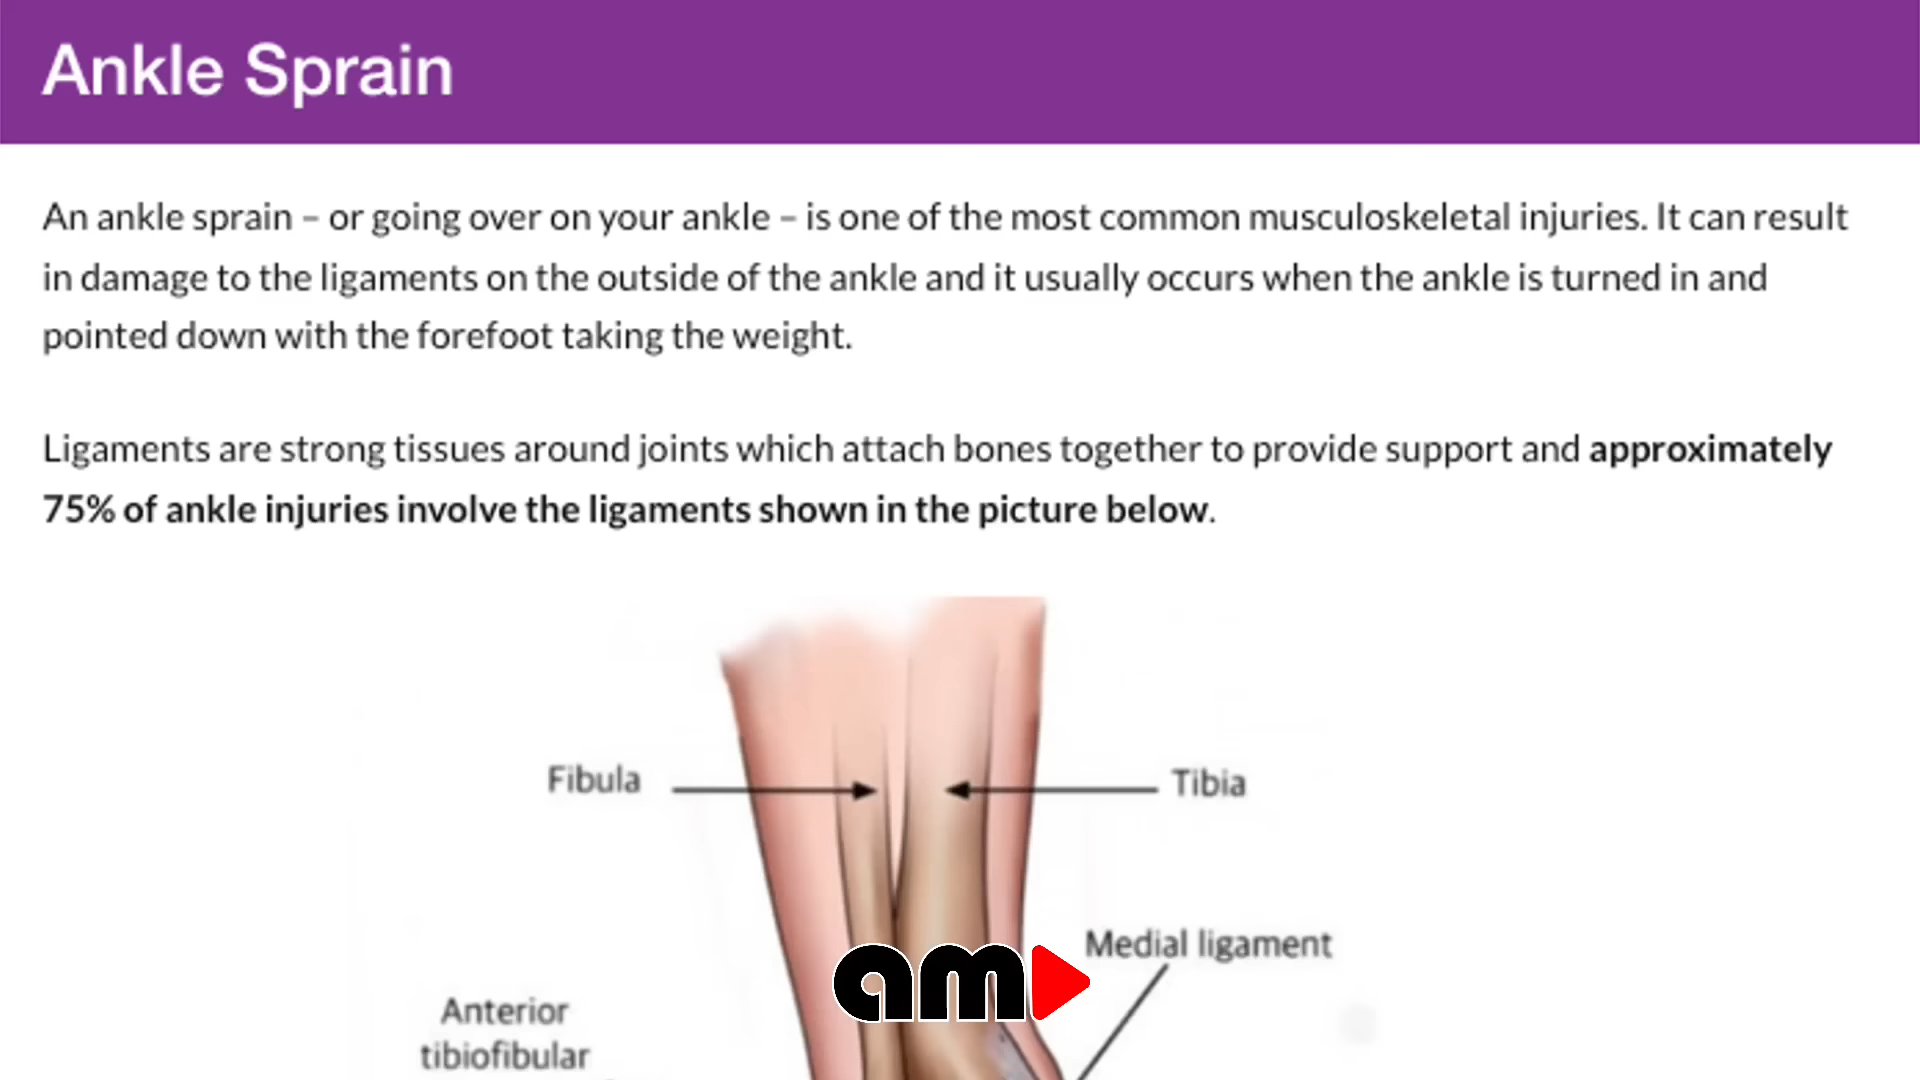 Ankle Sprain
An ankle sprain – or going over on your ankle – is one of the most common musculoskeletal injuries. It can result
in damage to the ligaments on the outside of the ankle and it usually occurs when the ankle is turned in and
pointed down with the forefoot taking the weight.
Ligaments are strong tissues around joints which attach bones together to provide support and approximately
75% of ankle injuries involve the ligaments shown in the picture below.
Fibula
Tibia
Medial ligament
am
Anterior
tibiofibular